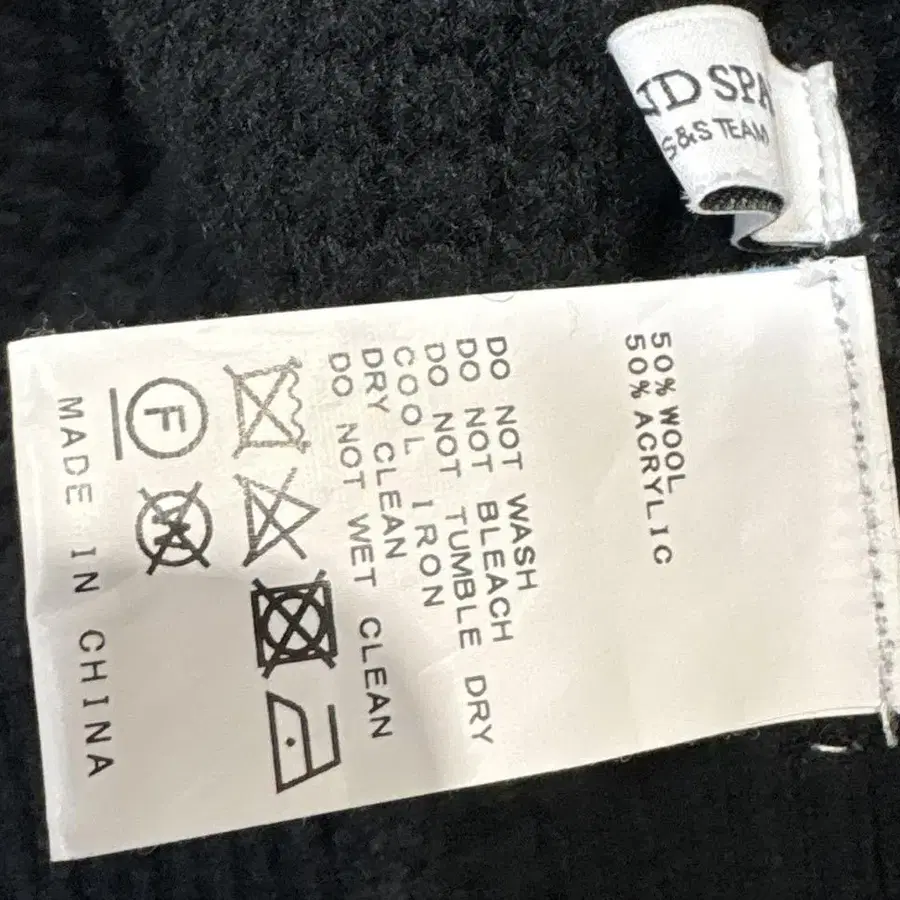 S&S TEAM
50% WOOL
50% ACRYLIC
DO NOT WASH
DO NOT BLEACH
DO NOT TUMBLE DRY
COOL IRON
DRY CLEAN
DO NOT WET CLEAN
F
W
MADE IN CHINA